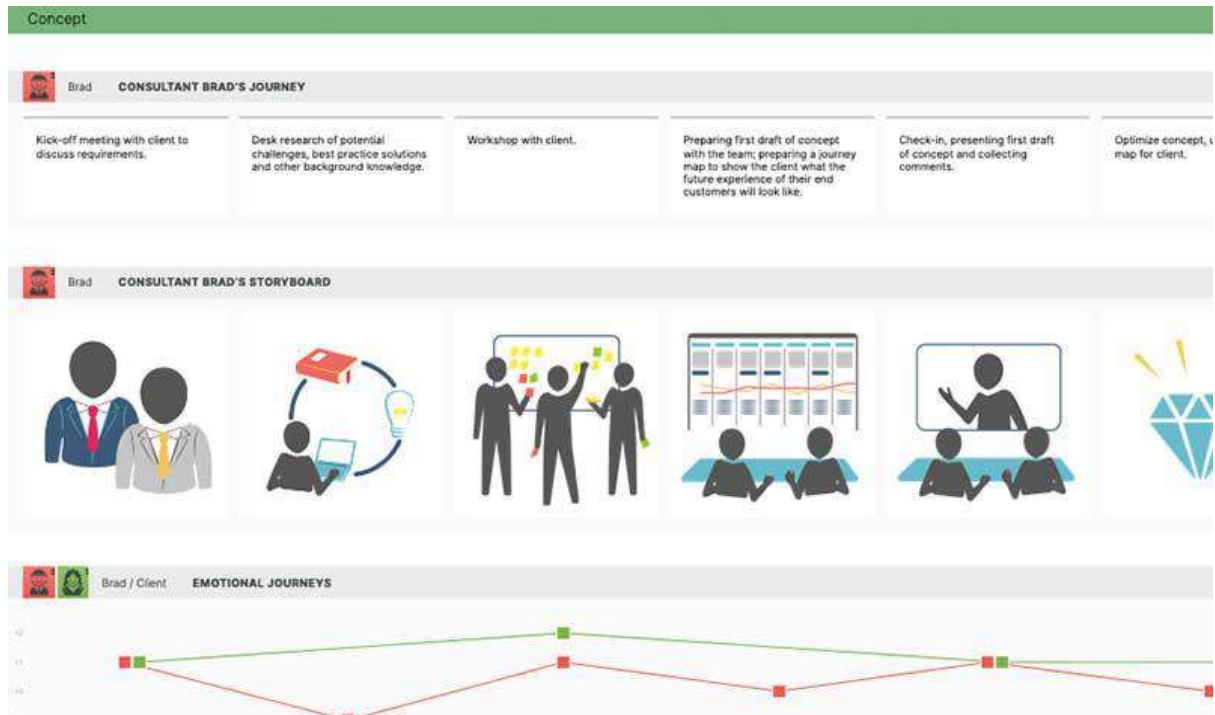 Concept
Brad CONSULTANT BRAD'S JOURNEY
Kick-off meeting with client to
discuss requirements.
Desk research of potential
challenges, best practice solutions
and other background knowledge.
Workshop with client.
Preparing first draft of concept
with the team; preparing a journey
map to show the client what the
future experience of their end
customers will look like.
Check-in, presenting first draft
of concept and collecting
comments.
Optimize concept, u
map for client.
Brad CONSULTANT BRAD'S STORYBOARD
Brad / Client EMOTIONAL JOURNEYS
+2
+1
+0